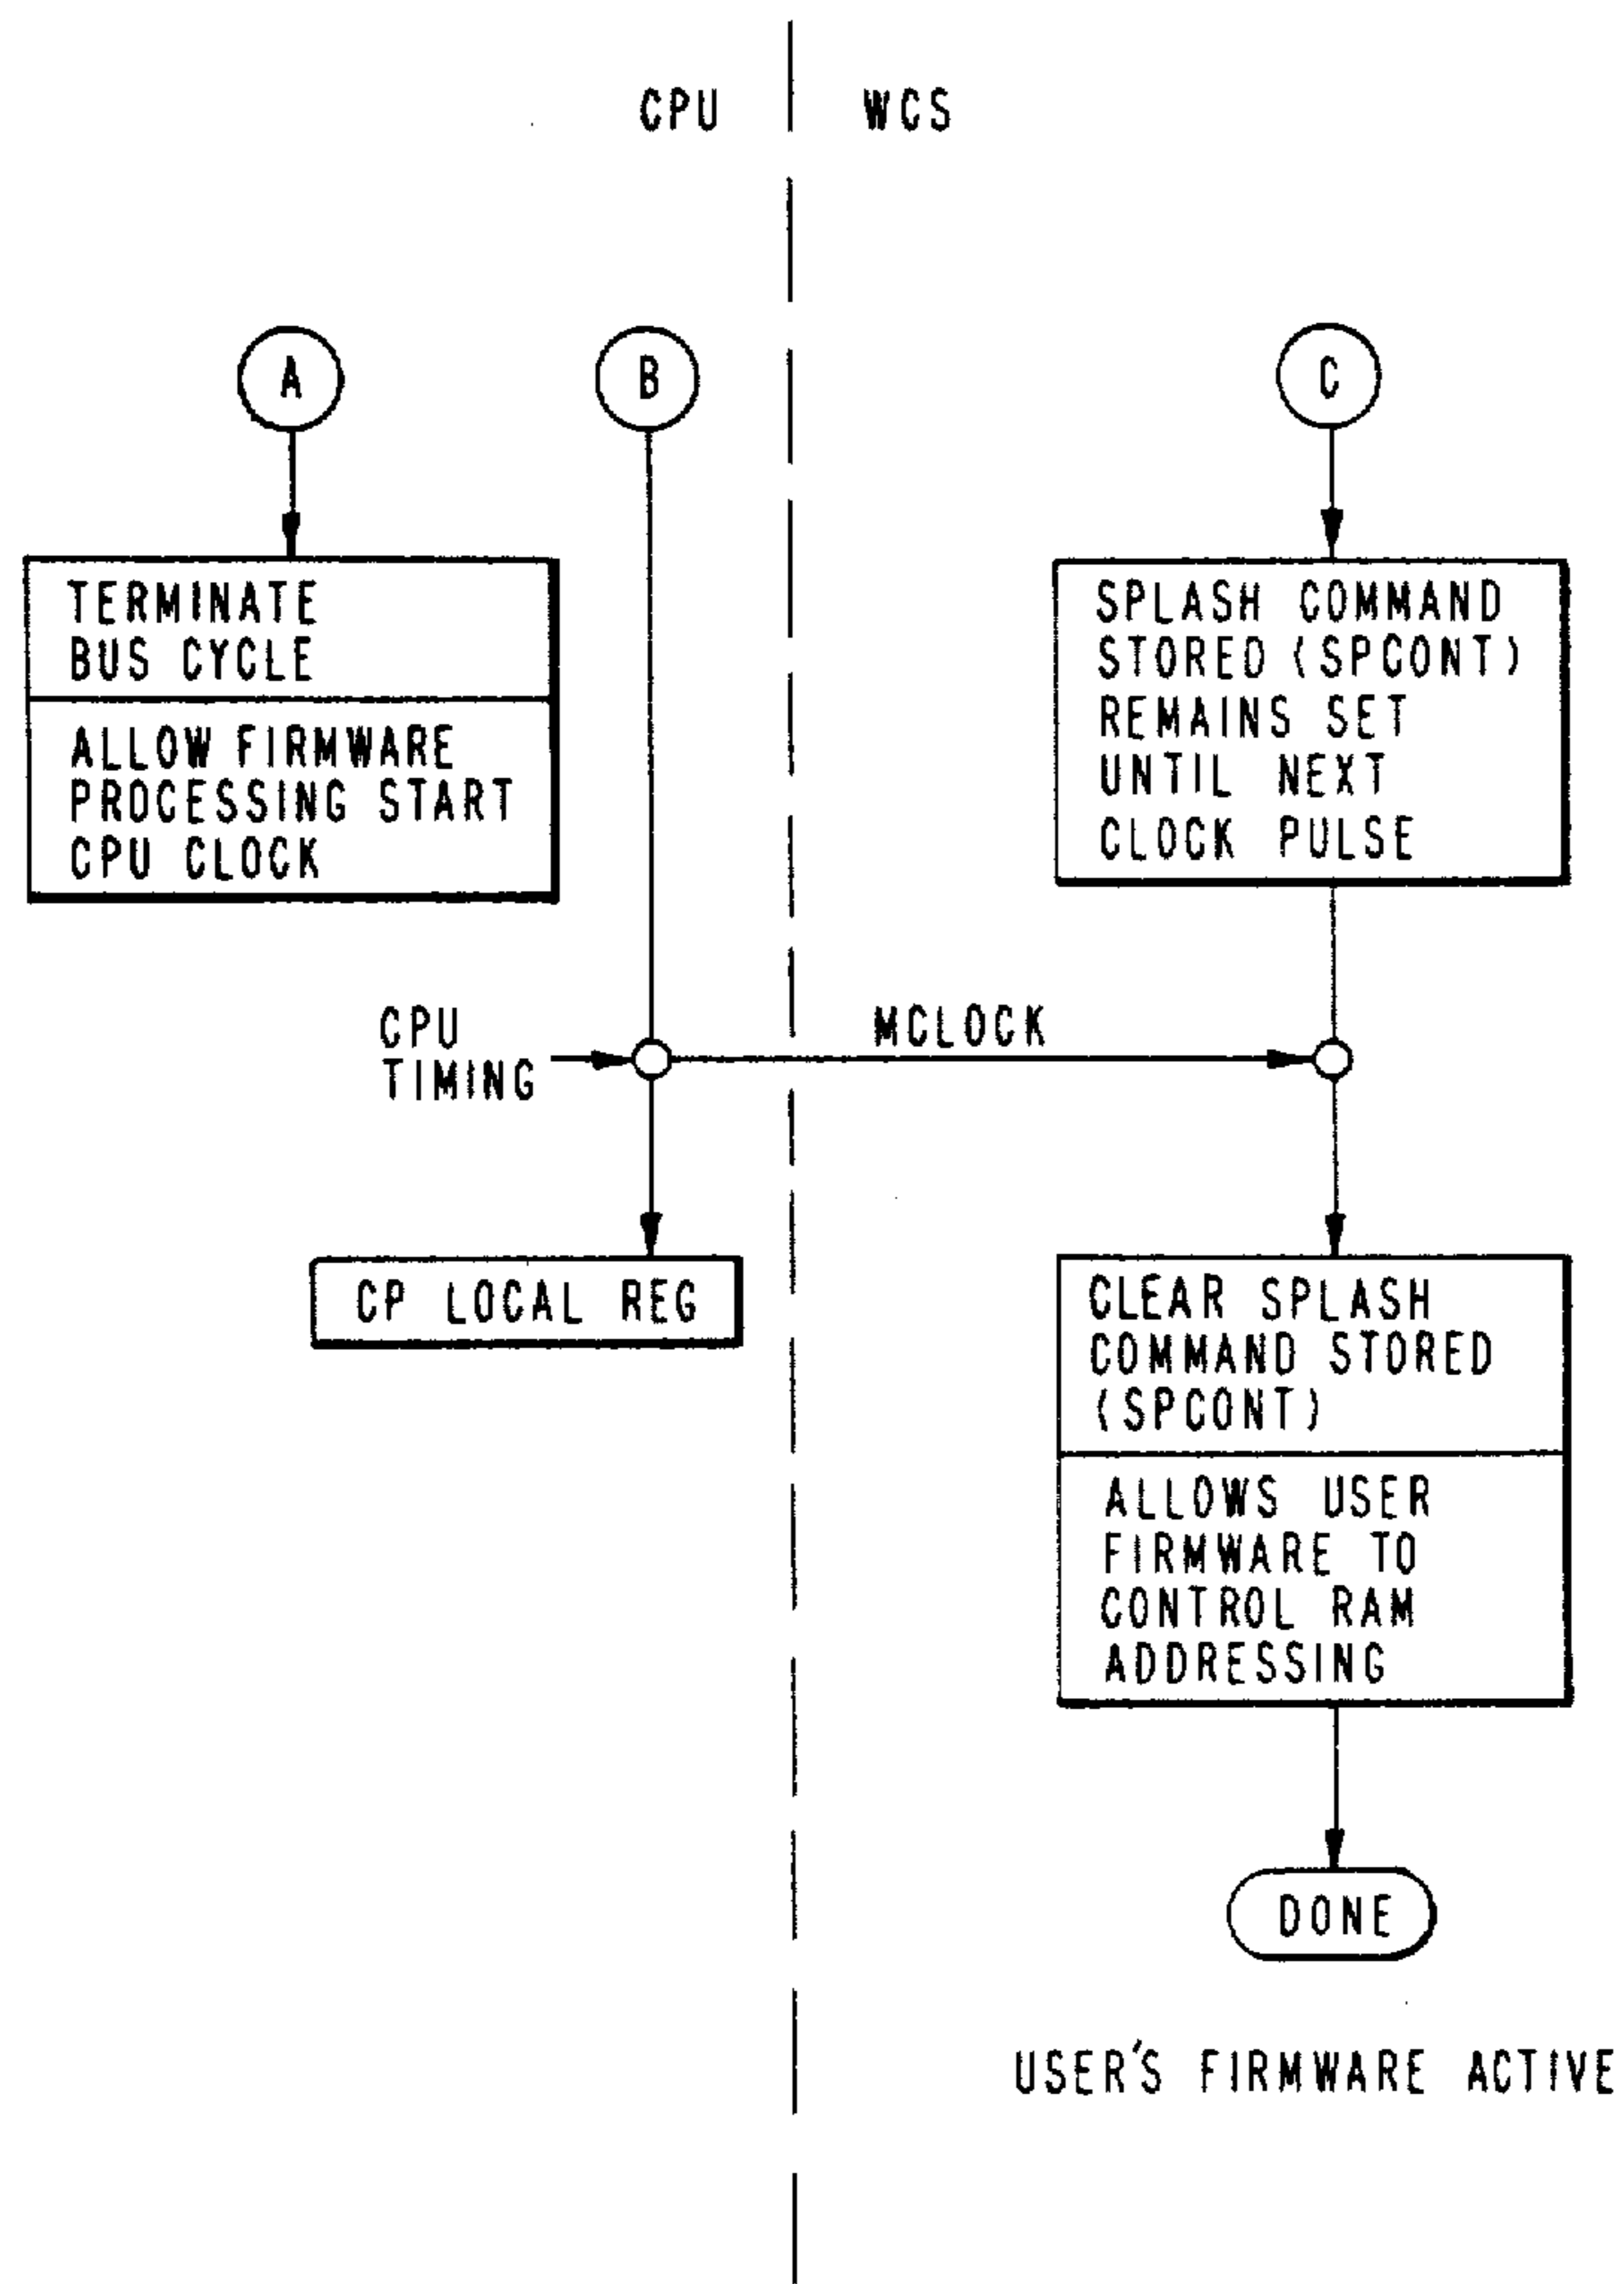 CPU
WCS
A
B
C
TERMINATE
BUS CYCLE
ALLOW FIRMWARE
PROCESSING START
CPU CLOCK
SPLASH COMMAND
STORED (SPCONT)
REMAINS SET
UNTIL NEXT
CLOCK PULSE
CPU
TIMING
MCLOCK
CP LOCAL REG
CLEAR SPLASH
COMMAND STORED
(SPCONT)
ALLOWS USER
FIRMWARE TO
CONTROL RAM
ADDRESSING
DONE
USER'S FIRMWARE ACTIVE